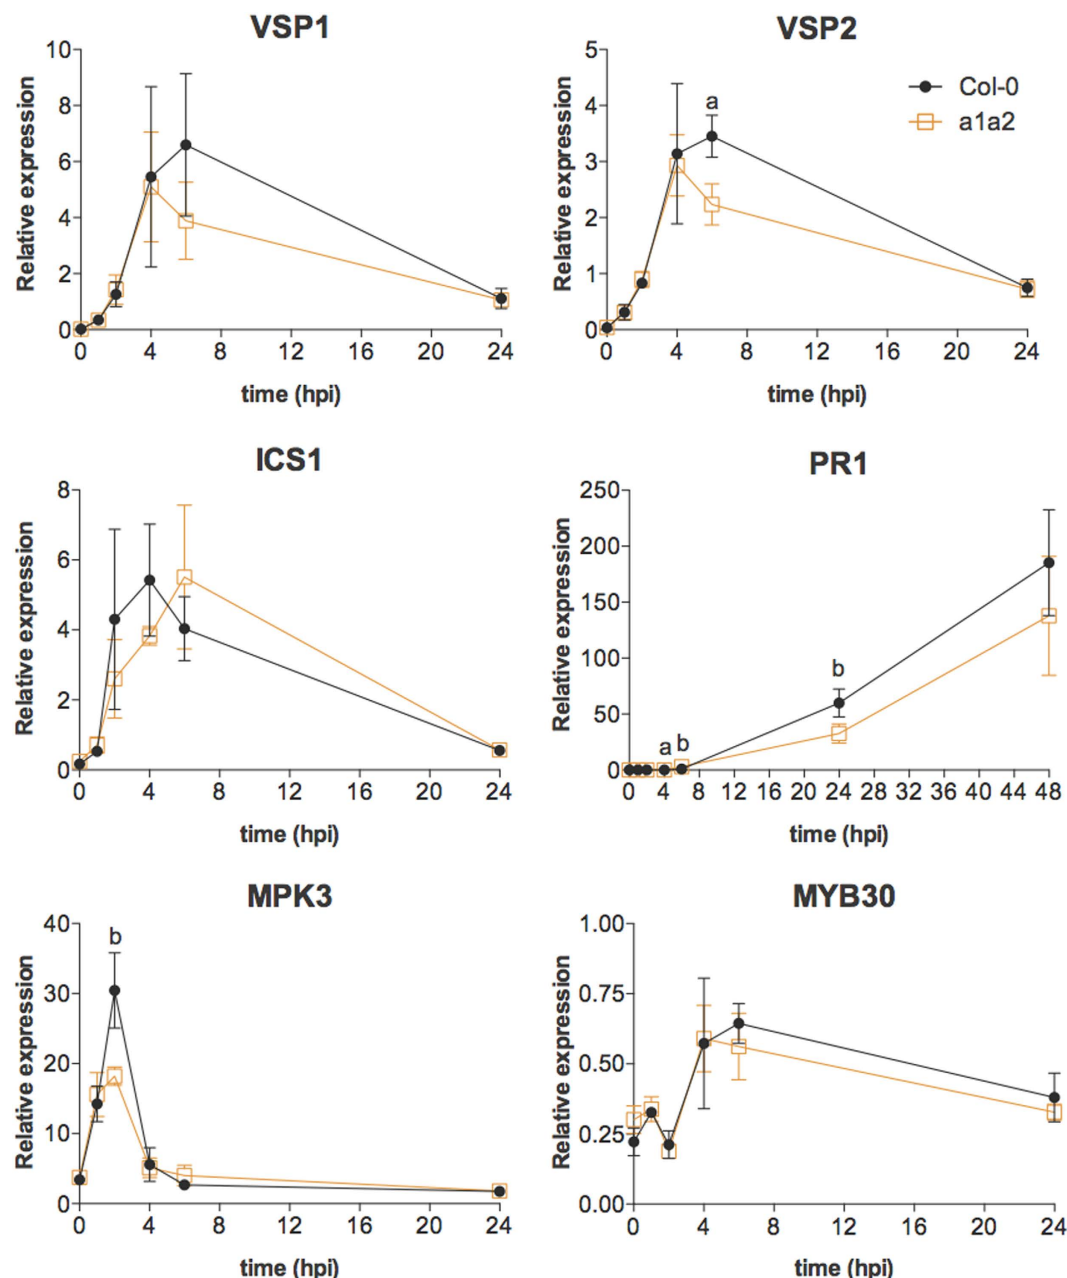 VSP1
10
8
6
4
2
0
Relative expression
0 4 8 12 16 20 24
time (hpi)
VSP2
5
4
3
2
1
0
Relative expression
a
Col-0
a1a2
0 4 8 12 16 20 24
time (hpi)
ICS1
8
6
4
2
0
Relative expression
0 4 8 12 16 20 24
time (hpi)
PR1
250
200
150
100
50
0
Relative expression
a b
b
0 4 8 12 16 20 24 28 32 36 40 44 48
time (hpi)
MPK3
40
30
20
10
0
Relative expression
b
0 4 8 12 16 20 24
time (hpi)
MYB30
1.00
0.75
0.50
0.25
0.00
Relative expression
0 4 8 12 16 20 24
time (hpi)